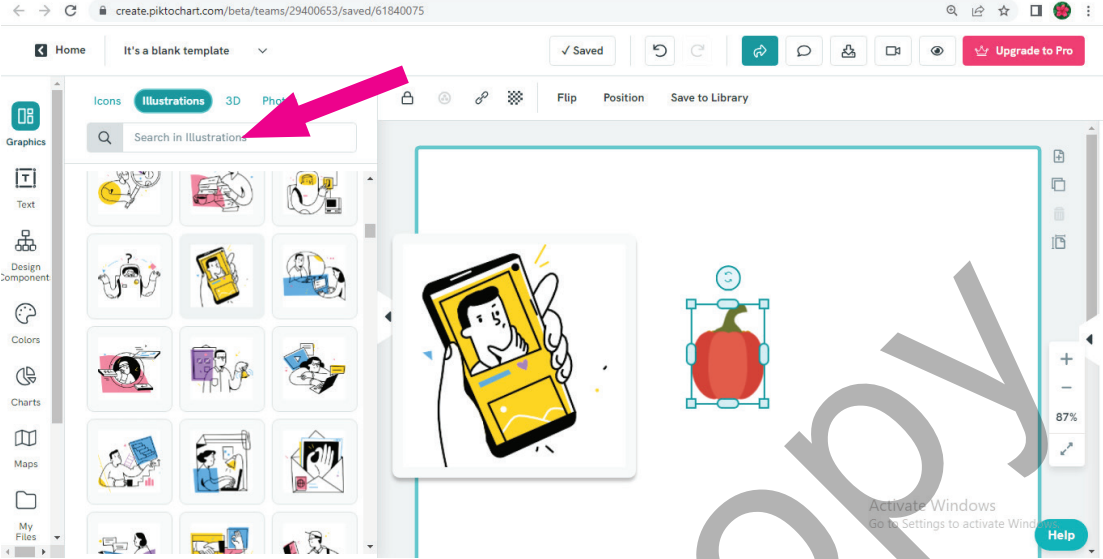 create.piktochart.com/beta/teams/29400653/saved/61840075
Home
It's a blank template
✓ Saved
Upgrade to Pro
Icons
Illustrations
3D
Flip
Position
Save to Library
Search in Illustrations
Graphics
Text
Design
Component
Colors
Charts
Maps
My
Files
?
87%
Activate Windows
Go to Settings to activate
Help
opy